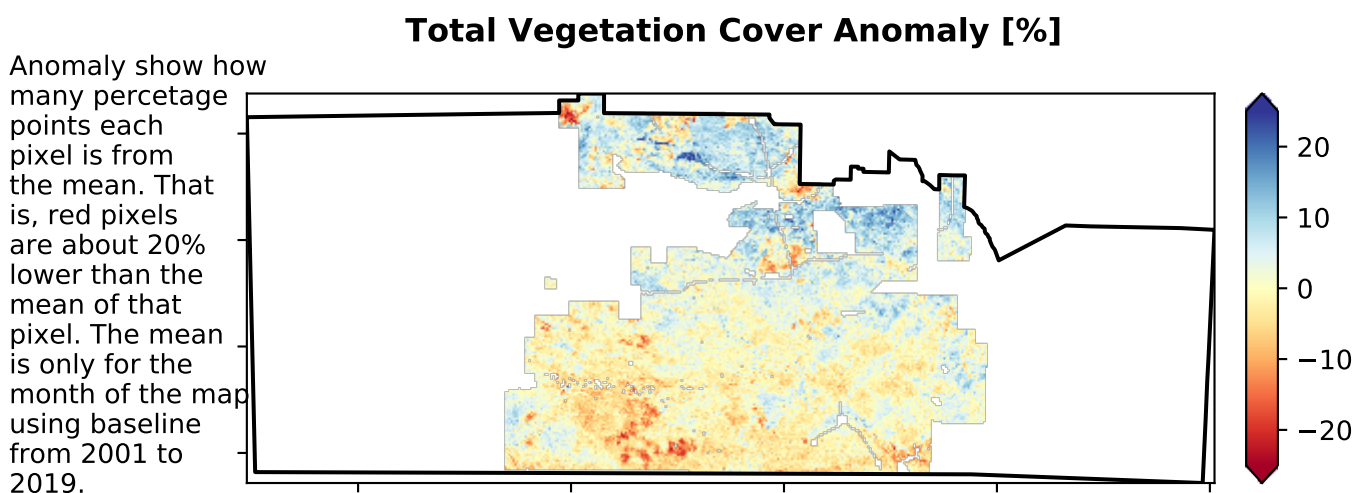 Total Vegetation Cover Anomaly [%]
Anomaly show how
many percetage
points each
pixel is from
the mean. That
is, red pixels
are about 20%
lower than the
mean of that
pixel. The mean
is only for the
month of the map
using baseline
from 2001 to
2019.
20
10
0
−10
−20